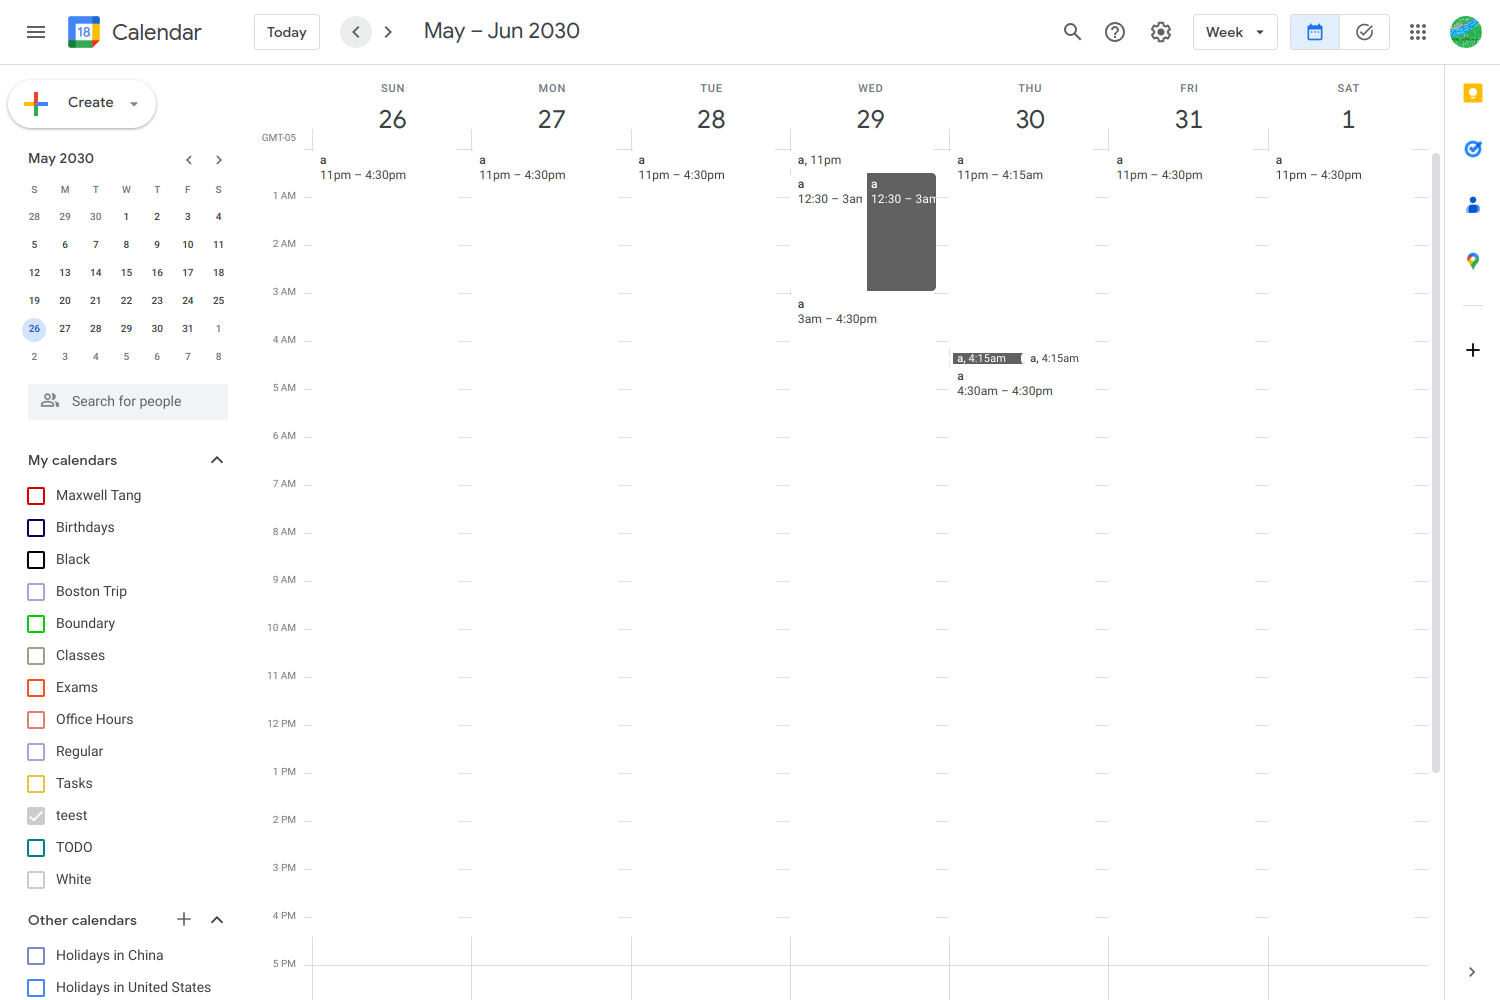 18 Calendar Today May – Jun 2030 Week
Create
GMT-05
SUN MON TUE WED THU FRI SAT
26 27 28 29 30 31 1
May 2030
S M T W T F S
28 29 30 1 2 3 4
5 6 7 8 9 10 11
12 13 14 15 16 17 18
19 20 21 22 23 24 25
26 27 28 29 30 31 1
2 3 4 5 6 7 8
Search for people
My calendars
Maxwell Tang
Birthdays
Black
Boston Trip
Boundary
Classes
Exams
Office Hours
Regular
Tasks
teest
TODO
White
Other calendars
Holidays in China
Holidays in United States
1 AM
2 AM
3 AM
4 AM
5 AM
6 AM
7 AM
8 AM
9 AM
10 AM
11 AM
12 PM
1 PM
2 PM
3 PM
4 PM
5 PM
a
11pm – 4:30pm
a
11pm – 4:30pm
a
11pm – 4:30pm
a, 11pm
a
12:30 – 3am
a
12:30 – 3am
a
3am – 4:30pm
a
11pm – 4:15am
a, 4:15am
a, 4:15am
a
4:30am – 4:30pm
a
11pm – 4:30pm
a
11pm – 4:30pm